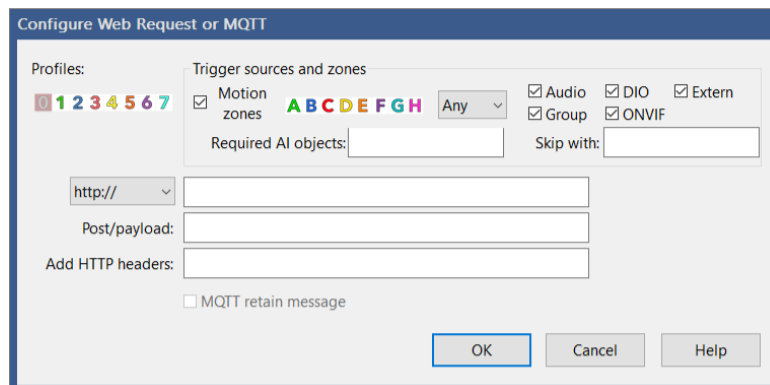 Configure Web Request or MQTT
Profiles:
0 1 2 3 4 5 6 7
Trigger sources and zones
Motion zones
A B C D E F G H
Any
Audio
DIO
Extern
Group
ONVIF
Required AI objects:
Skip with:
http://
Post/payload:
Add HTTP headers:
MQTT retain message
OK
Cancel
Help